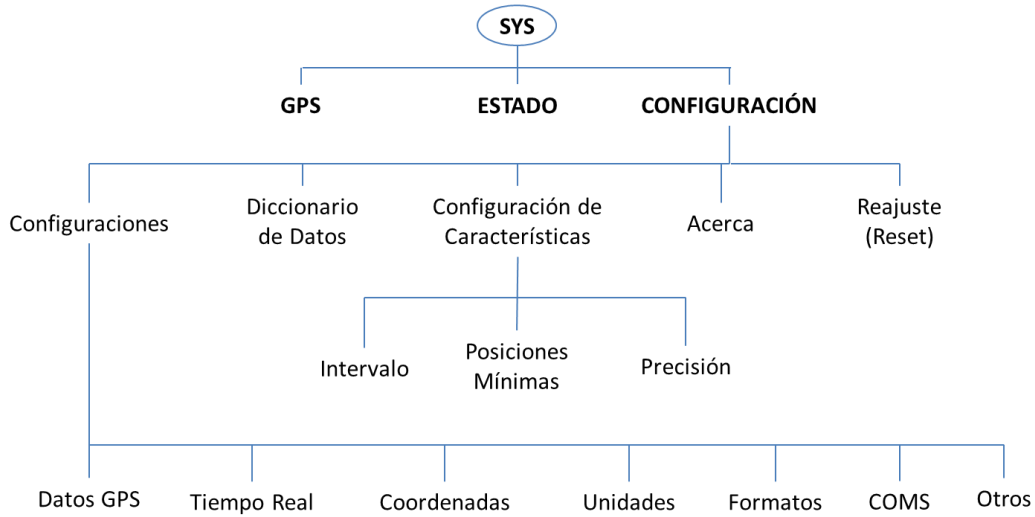 SYS
GPS
ESTADO
CONFIGURACIÓN
Configuraciones
Diccionario
de Datos
Configuración de
Características
Acerca
Reajuste
(Reset)
Intervalo
Posiciones
Mínimas
Precisión
Datos GPS
Tiempo Real
Coordenadas
Unidades
Formatos
COMS
Otros